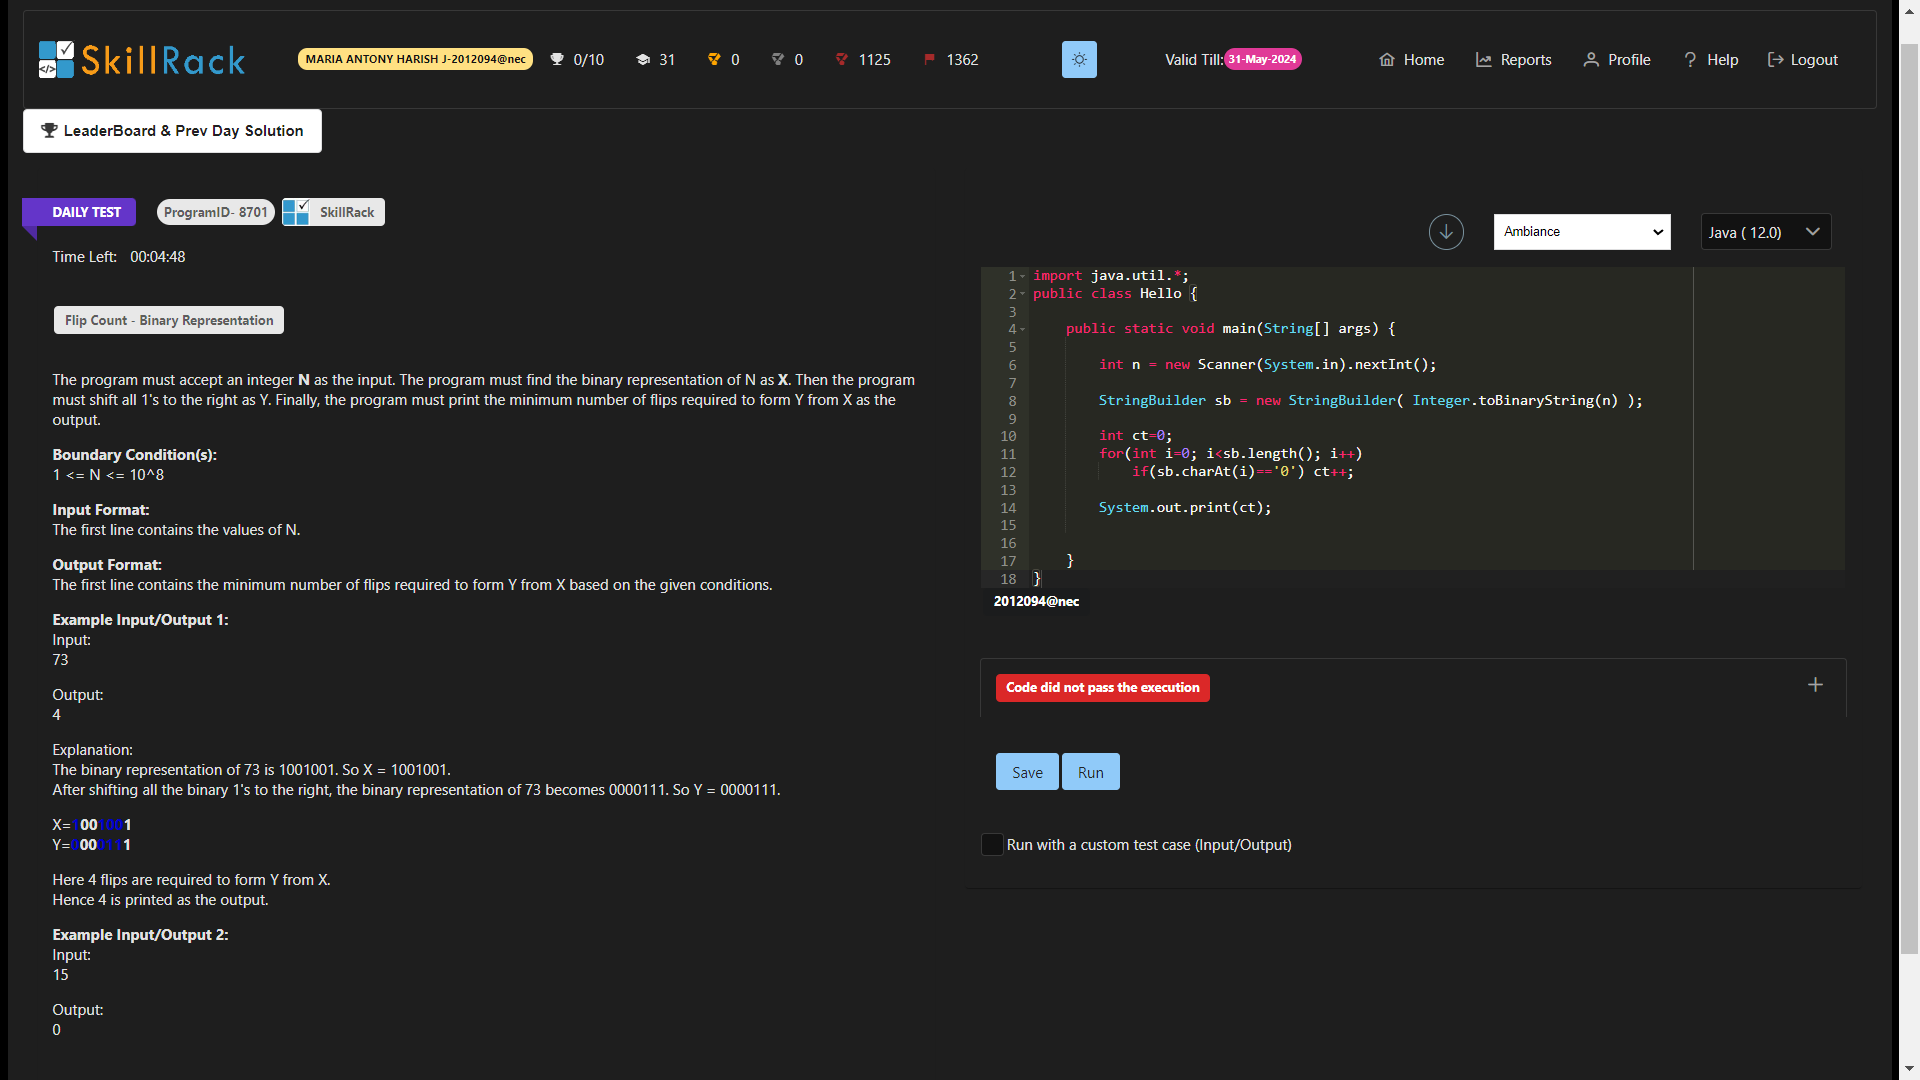 SkillRack
MARIA ANTONY HARISH J-2012094@nec
0/10
31
0
0
1125
1362
Valid Till: 31-May-2024
Home
Reports
Profile
? Help
Logout
LeaderBoard & Prev Day Solution
DAILY TEST
ProgramID- 8701
SkillRack
Time Left: 00:04:48
Flip Count - Binary Representation
The program must accept an integer N as the input. The program must find the binary representation of N as X. Then the program
must shift all 1's to the right as Y. Finally, the program must print the minimum number of flips required to form Y from X as the
output.
Boundary Condition(s):
1 <= N <= 10^8
Input Format:
The first line contains the values of N.
Output Format:
The first line contains the minimum number of flips required to form Y from X based on the given conditions.
Example Input/Output 1:
Input:
73
Output:
4
Explanation:
The binary representation of 73 is 1001001. So X = 1001001.
After shifting all the binary 1's to the right, the binary representation of 73 becomes 0000111. So Y = 0000111.
X=1001001
Y=0000111
Here 4 flips are required to form Y from X.
Hence 4 is printed as the output.
Example Input/Output 2:
Input:
15
Output:
0
Ambiance
Java ( 12.0)
1 import java.util.*;
2 public class Hello {
3
4 public static void main(String[] args) {
5
6 int n = new Scanner(System.in).nextInt();
7
8 StringBuilder sb = new StringBuilder( Integer.toBinaryString(n) );
9
10 int ct=0;
11 for(int i=0; i<sb.length(); i++)
12 if(sb.charAt(i)=='0') ct++;
13
14 System.out.print(ct);
15
16
17 }
18 }
2012094@nec
Code did not pass the execution
Save
Run
Run with a custom test case (Input/Output)